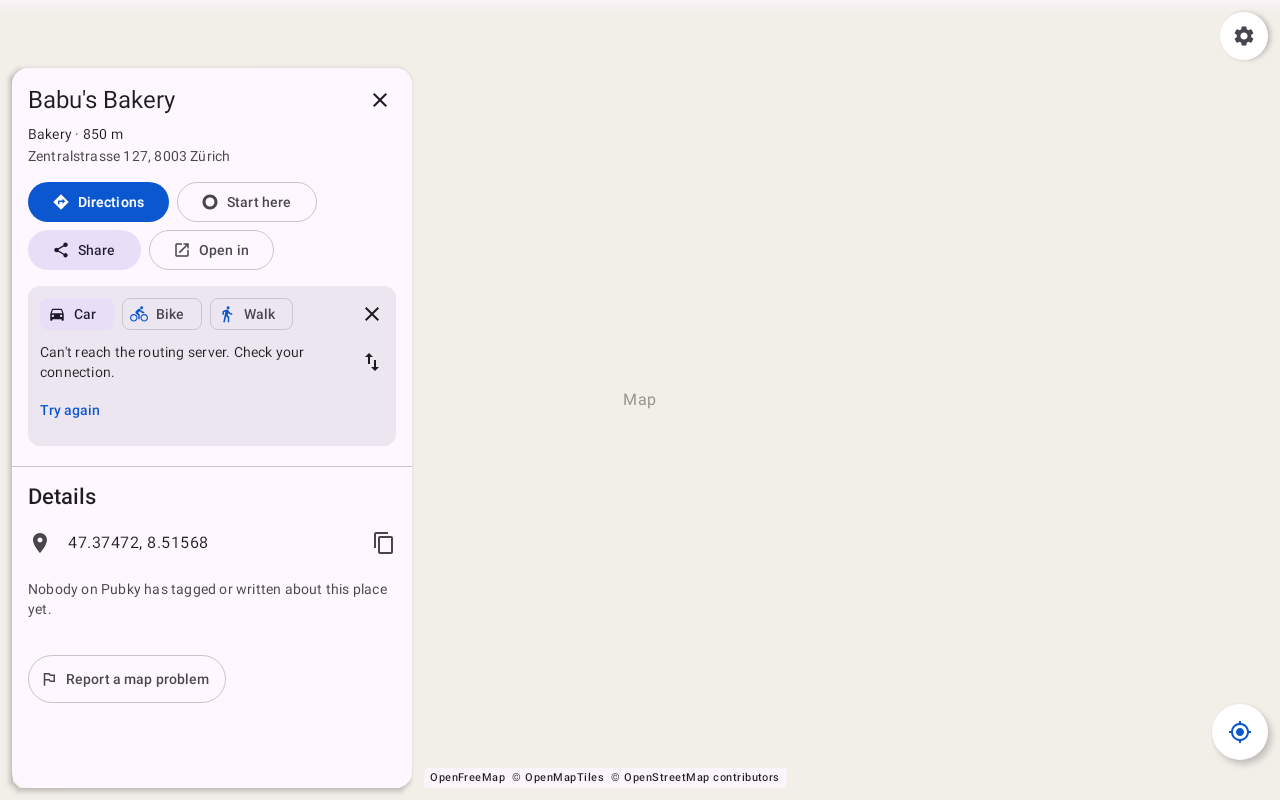 Babu's Bakery
Bakery · 850 m
Zentralstrasse 127, 8003 Zürich
Directions
Start here
Share
Open in
Car
Bike
Walk
Can't reach the routing server. Check your
connection.
Try again
Map
Details
47.37472, 8.51568
Nobody on Pubky has tagged or written about this place
yet.
Report a map problem
OpenFreeMap © OpenMapTiles © OpenStreetMap contributors